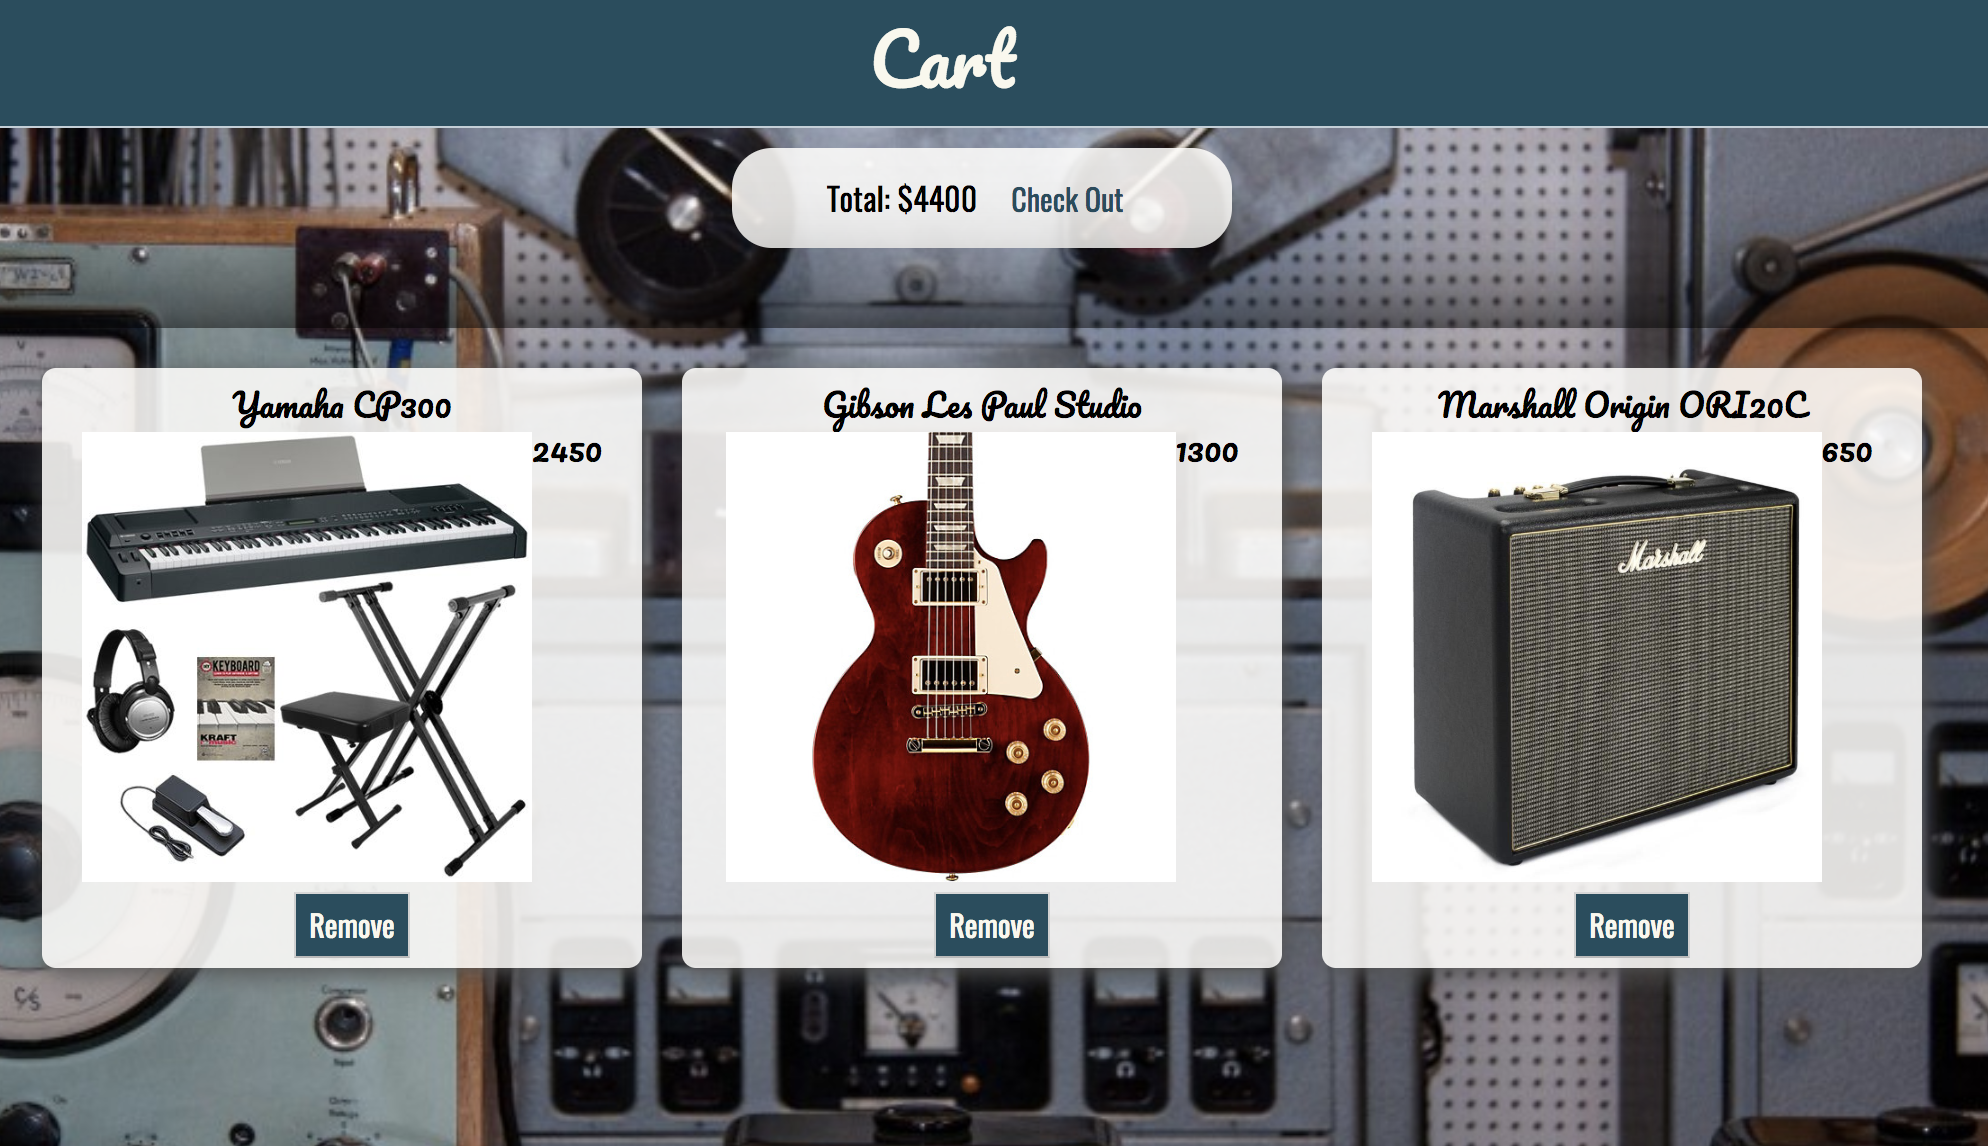 Cart
Total: $4400 Check Out
Yamaha CP300
2450
KEYBOARD
KRAFT
music
Remove
Gibson Les Paul Studio
1300
Remove
Marshall Origin ORI20C
650
Marshall
Remove
V
C/S